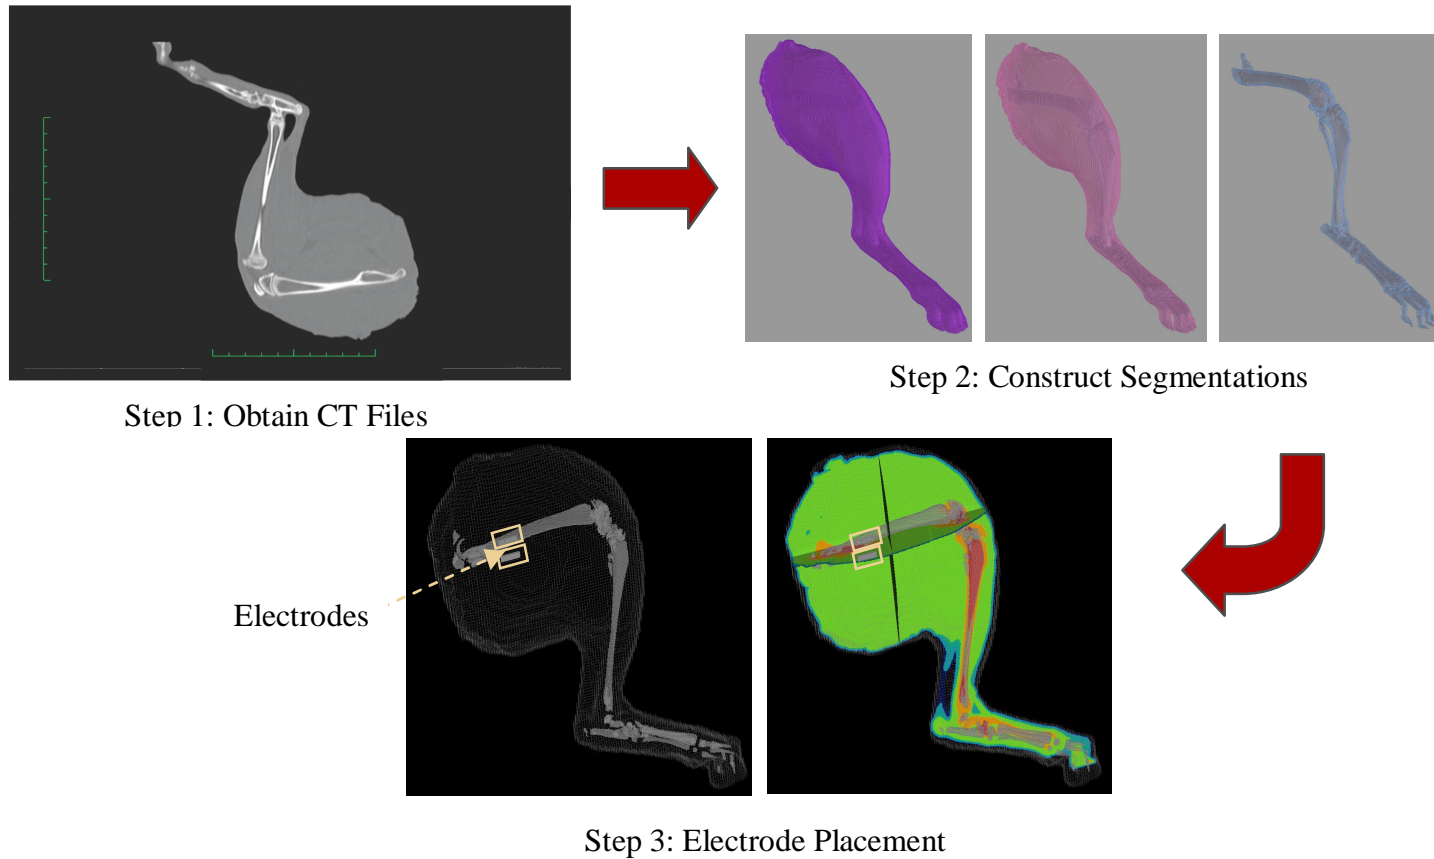 Step 1: Obtain CT Files
Step 2: Construct Segmentations
Electrodes
Step 3: Electrode Placement